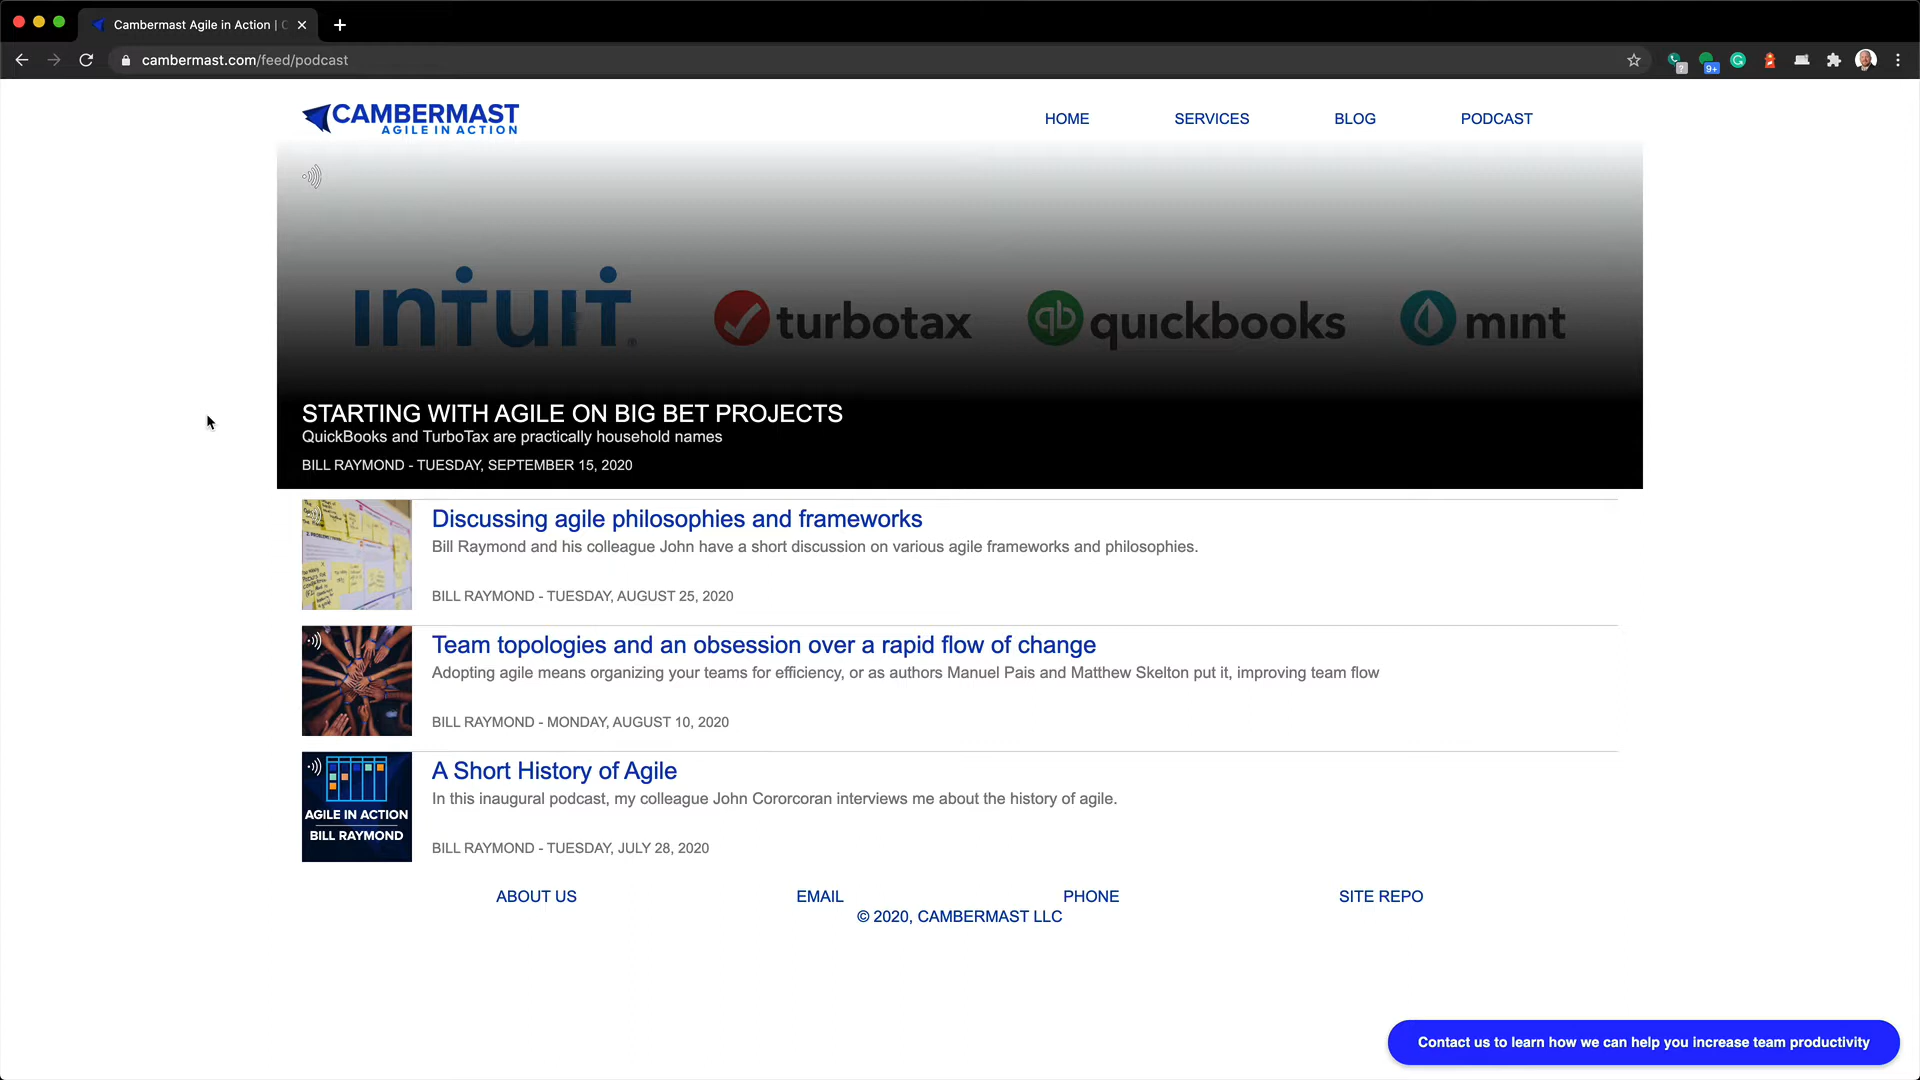 Cambermast Agile in Action | C
cambermast.com/feed/podcast
9+
CAMBERMAST
AGILE IN ACTION
HOME
SERVICES
BLOG
PODCAST
intuit
turbotax
qb quickbooks
mint
STARTING WITH AGILE ON BIG BET PROJECTS
QuickBooks and TurboTax are practically household names
BILL RAYMOND - TUESDAY, SEPTEMBER 15, 2020
Discussing agile philosophies and frameworks
Bill Raymond and his colleague John have a short discussion on various agile frameworks and philosophies.
BILL RAYMOND - TUESDAY, AUGUST 25, 2020
Team topologies and an obsession over a rapid flow of change
Adopting agile means organizing your teams for efficiency, or as authors Manuel Pais and Matthew Skelton put it, improving team flow
BILL RAYMOND - MONDAY, AUGUST 10, 2020
A Short History of Agile
In this inaugural podcast, my colleague John Cororcoran interviews me about the history of agile.
AGILE IN ACTION
BILL RAYMOND
BILL RAYMOND - TUESDAY, JULY 28, 2020
ABOUT US
EMAIL
PHONE
SITE REPO
© 2020, CAMBERMAST LLC
Contact us to learn how we can help you increase team productivity